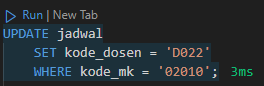 Run | New Tab
UPDATE jadwal
    SET kode_dosen = 'D022'
    WHERE kode_mk = '02010'; 3ms